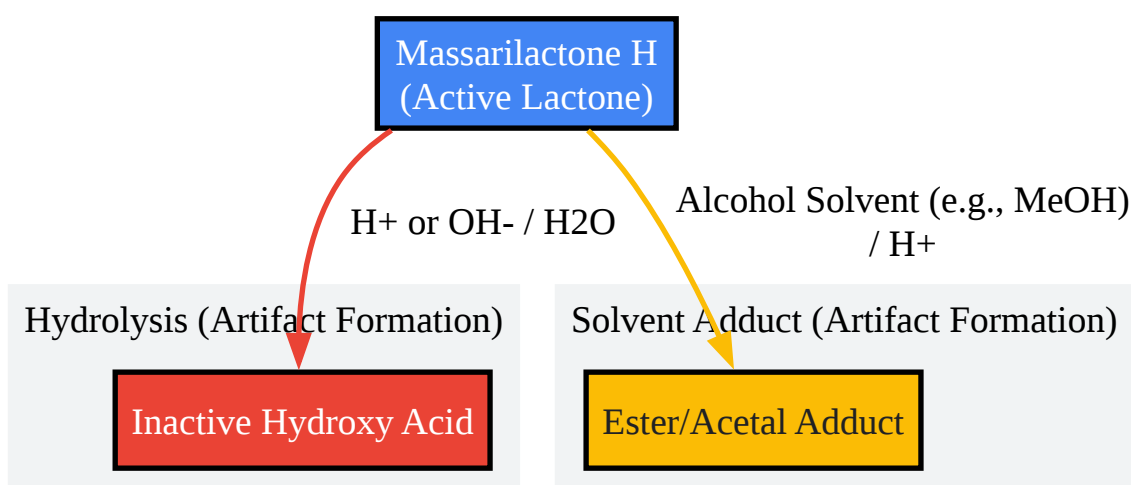 Massarilactone H
(Active Lactone)
H+ or OH- / H2O
Alcohol Solvent (e.g., MeOH)
/ H+
Hydrolysis (Artifact Formation)
Solvent Adduct (Artifact Formation)
Inactive Hydroxy Acid
Ester/Acetal Adduct